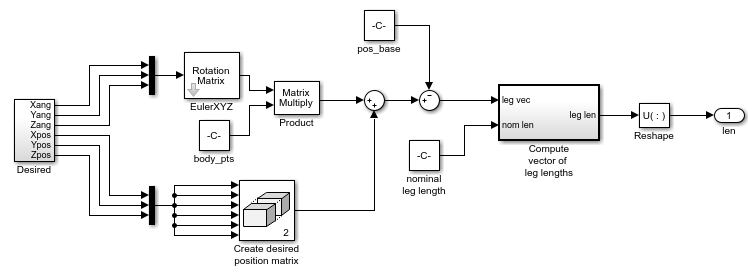 -C-
pos_base
Rotation
Matrix
EulerXYZ
Matrix
Multiply
Product
-C-
body_pts
Xang
Yang
Zang
Xpos
Ypos
Zpos
Desired
+
+
+
−
leg vec
nom len
leg len
Compute
vector of
leg lengths
-C-
nominal
leg length
U( : )
Reshape
1
len
2
Create desired
position matrix